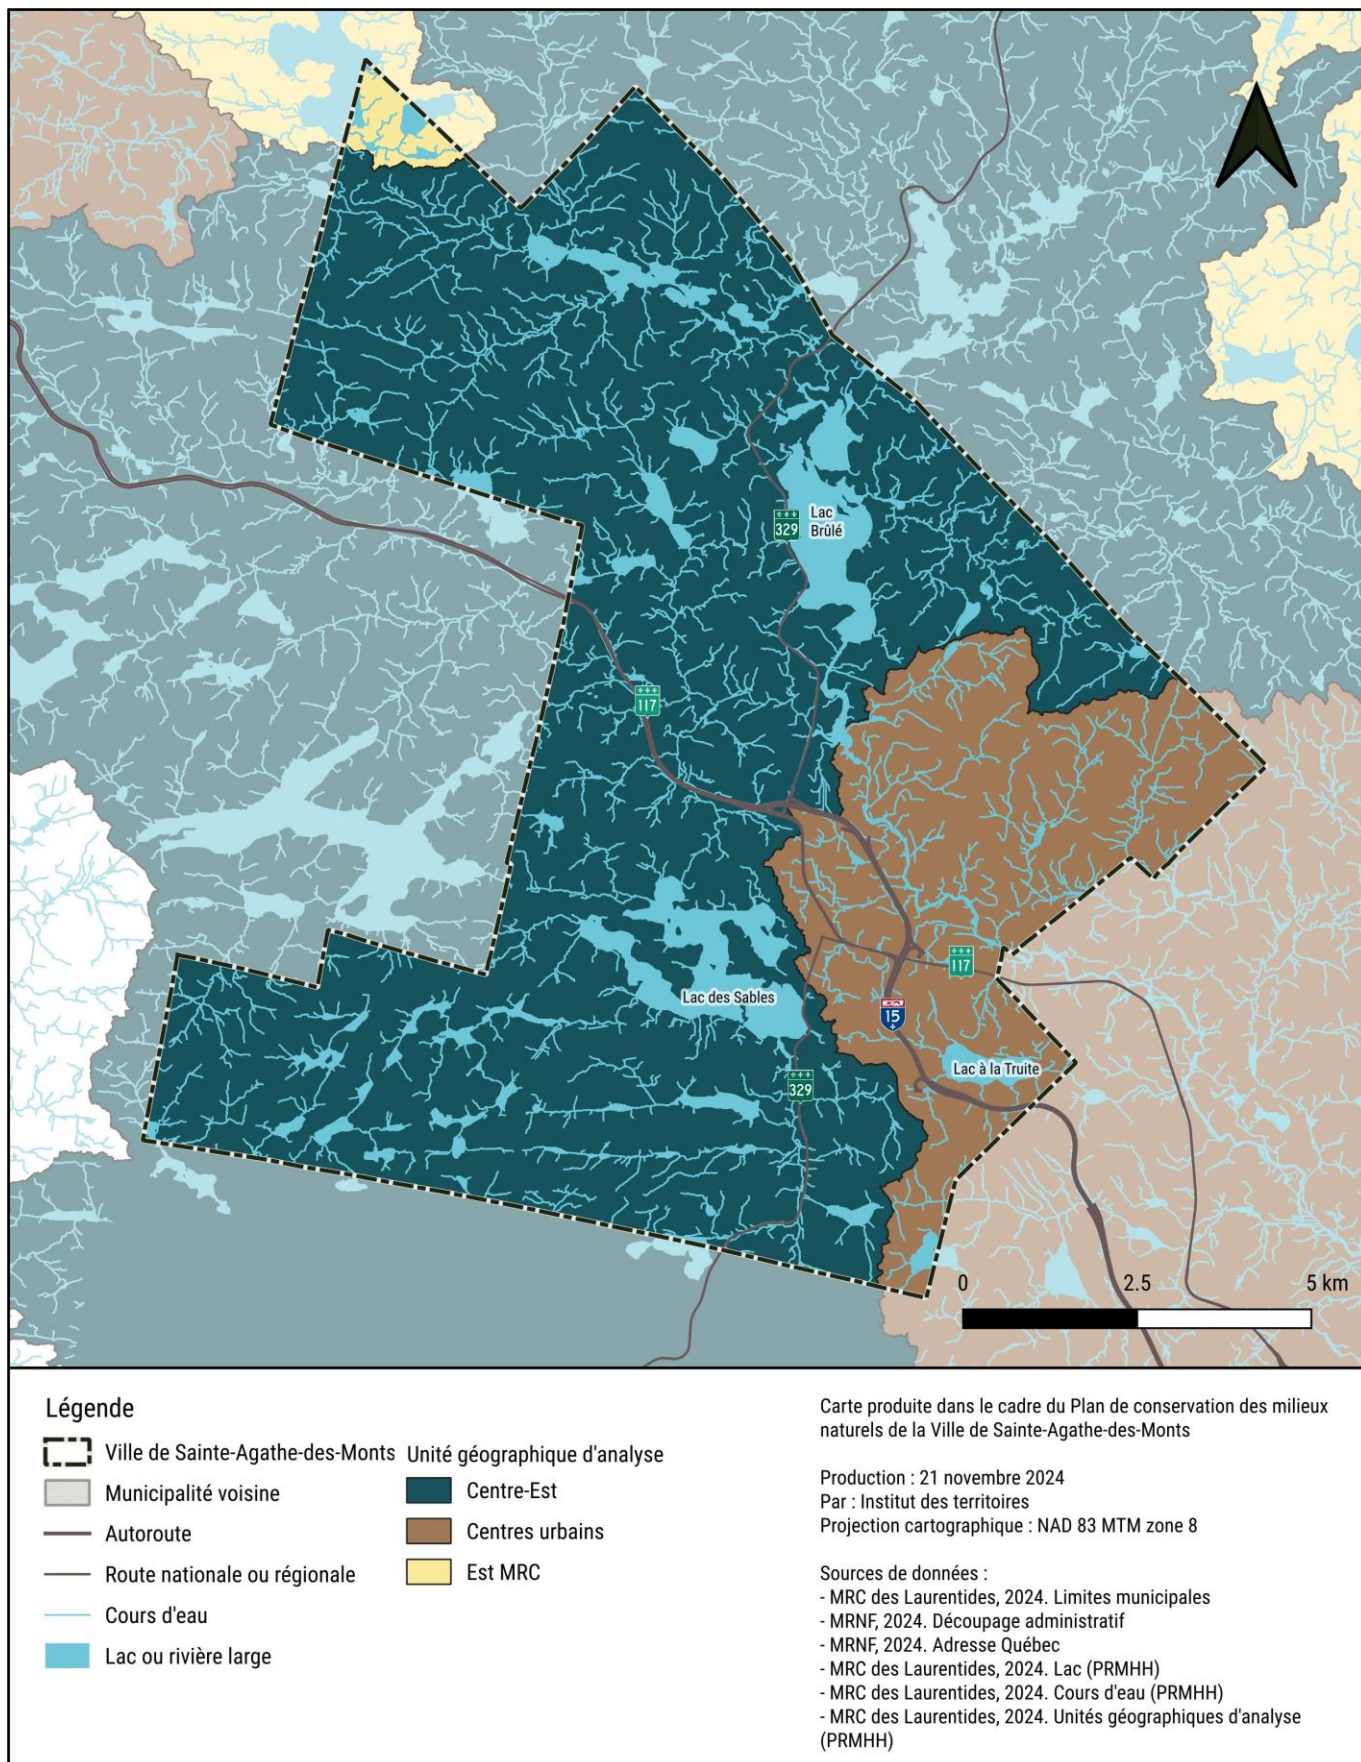 329
Lac
Brûlé
117
117
Lac des Sables
15
Lac à la Truite
329
0 2.5 5 km
Légende
Ville de Sainte-Agathe-des-Monts
Municipalité voisine
Autoroute
Route nationale ou régionale
Cours d'eau
Lac ou rivière large
Unité géographique d'analyse
Centre-Est
Centres urbains
Est MRC
Carte produite dans le cadre du Plan de conservation des milieux
naturels de la Ville de Sainte-Agathe-des-Monts
Production : 21 novembre 2024
Par : Institut des territoires
Projection cartographique : NAD 83 MTM zone 8
Sources de données :
- MRC des Laurentides, 2024. Limites municipales
- MRNF, 2024. Découpage administratif
- MRNF, 2024. Adresse Québec
- MRC des Laurentides, 2024. Lac (PRMHH)
- MRC des Laurentides, 2024. Cours d'eau (PRMHH)
- MRC des Laurentides, 2024. Unités géographiques d'analyse
(PRMHH)